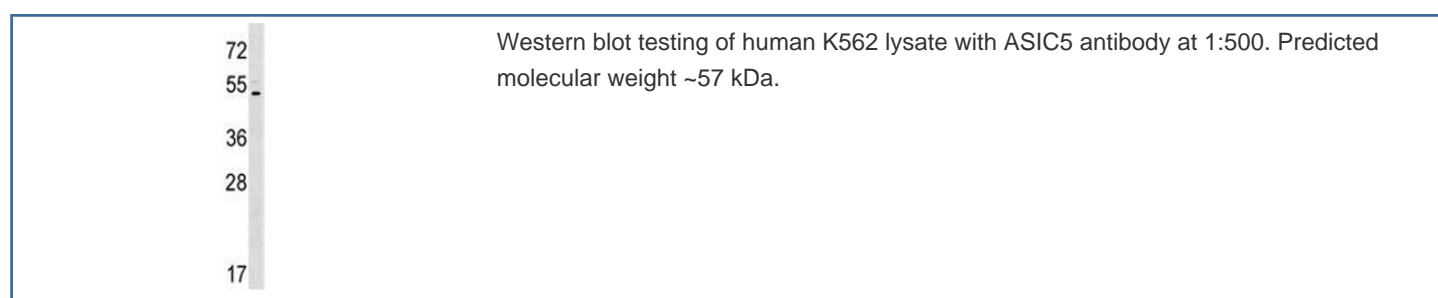 72
55
36
28
17
Western blot testing of human K562 lysate with ASIC5 antibody at 1:500. Predicted
molecular weight ~57 kDa.